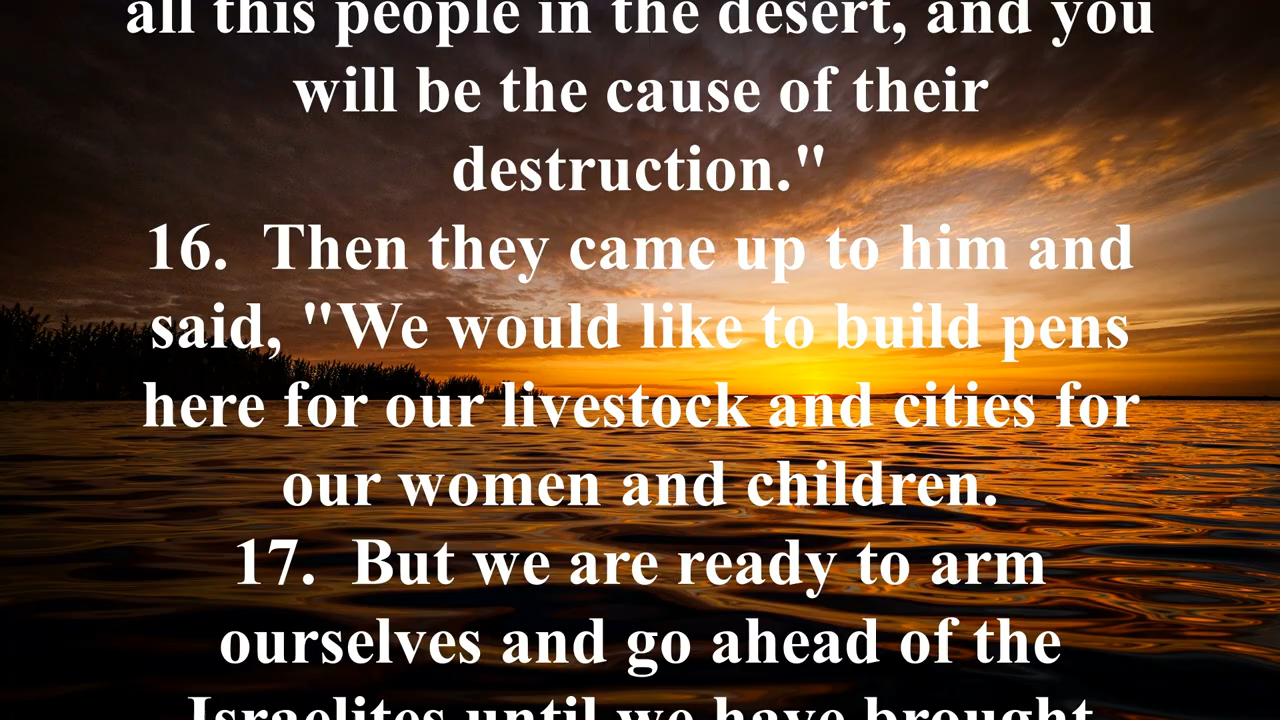 all this people in the desert, and you
will be the cause of their
destruction."
16.  Then they came up to him and
said, "We would like to build pens
here for our livestock and cities for
our women and children.
17.  But we are ready to arm
ourselves and go ahead of the
Israelites until we have brought